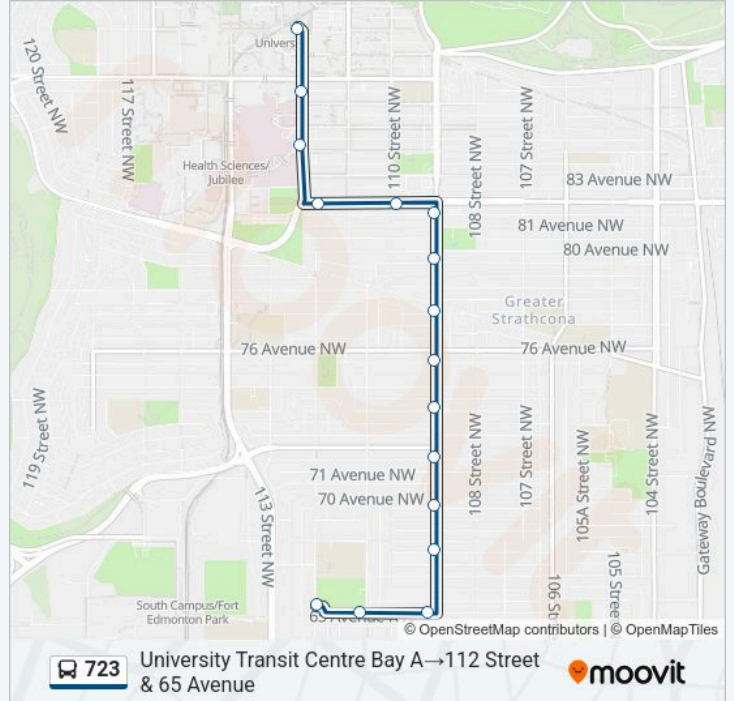 Univers
120 Street NW
117 Street NW
110 Street NW
107 Street NW
108 Street NW
Health Sciences/
Jubilee
83 Avenue NW
81 Avenue NW
80 Avenue NW
Greater
Strathcona
76 Avenue NW
76 Avenue NW
119 Street NW
71 Avenue NW
70 Avenue NW
108 Street NW
107 Street NW
105A Street NW
104 Street NW
Gateway Boulevard NW
113 Street NW
106 St
105 Stree
South Campus/Fort
Edmonton Park
© OpenStreetMap contributors | © OpenMapTiles
723
University Transit Centre Bay A→112 Street
& 65 Avenue
moovit